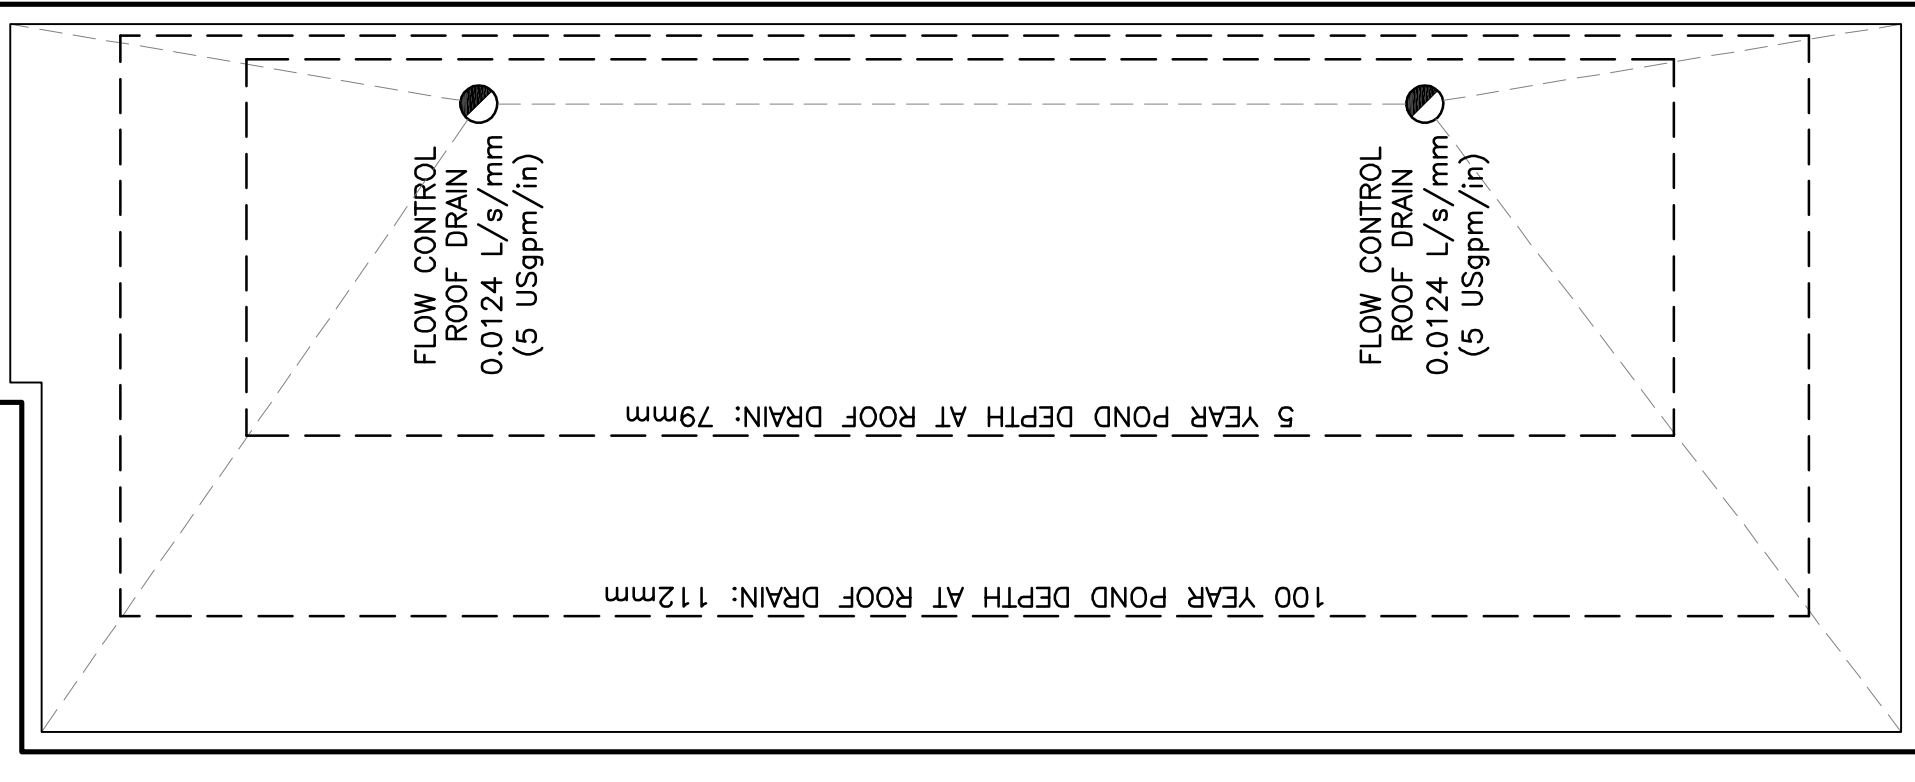 FLOW CONTROL
ROOF DRAIN
0.0124 L/s/mm
(5 USgpm/in)
FLOW CONTROL
ROOF DRAIN
0.0124 L/s/mm
(5 USgpm/in)
5 YEAR POND DEPTH AT ROOF DRAIN: 79mm
100 YEAR POND DEPTH AT ROOF DRAIN: 112mm